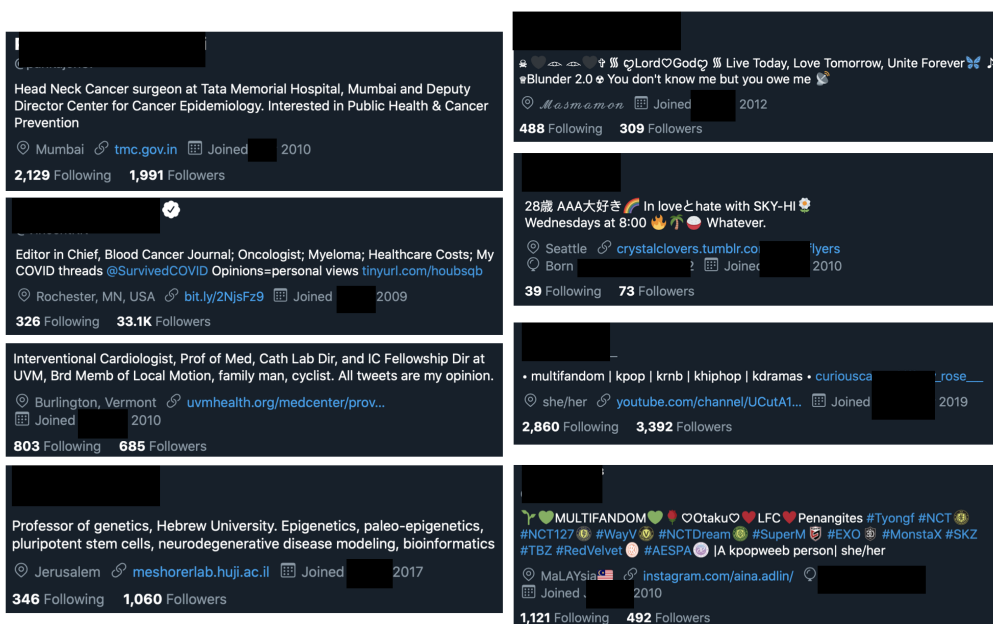 Head Neck Cancer surgeon at Tata Memorial Hospital, Mumbai and Deputy
Director Center for Cancer Epidemiology. Interested in Public Health & Cancer
Prevention
Mumbai tmc.gov.in Joined 2010
2,129 Following 1,991 Followers
Editor in Chief, Blood Cancer Journal; Oncologist; Myeloma; Healthcare Costs; My
COVID threads @SurvivedCOVID Opinions=personal views tinyurl.com/houbsqb
Rochester, MN, USA bit.ly/2NjsFz9 Joined 2009
326 Following 33.1K Followers
Interventional Cardiologist, Prof of Med, Cath Lab Dir, and IC Fellowship Dir at
UVM, Brd Memb of Local Motion, family man, cyclist. All tweets are my opinion.
Burlington, Vermont uvmhealth.org/medcenter/prov...
Joined 2010
803 Following 685 Followers
Professor of genetics, Hebrew University. Epigenetics, paleo-epigenetics,
pluripotent stem cells, neurodegenerative disease modeling, bioinformatics
Jerusalem meshorerlab.huji.ac.il Joined 2017
346 Following 1,060 Followers
Lord♡God Live Today, Love Tomorrow, Unite Forever🦋
Blunder 2.0 ☢ You don't know me but you owe me 📡
𝓜𝓪𝓼𝓶𝓪𝓶𝓸𝓷 Joined 2012
488 Following 309 Followers
28歳 AAA大好き🌈 In loveとhate with SKY-HI🌼
Wednesdays at 8:00 🔥🌴🍚 Whatever.
Seattle crystalclovers.tumblr.co flyers
Born 2 Joined 2010
39 Following 73 Followers
• multifandom | kpop | krnb | khiphop | kdramas • curiousca _rose__
she/her youtube.com/channel/UCutA1... Joined 2019
2,860 Following 3,392 Followers
🌱💚MULTIFANDOM💚🌹♡Otaku♡❤LFC❤Penangites #Tyongf #NCT
#NCT127 #WayV #NCTDream #SuperM #EXO #MonstaX #SKZ
#TBZ #RedVelvet #AESPA |A kpopweeb person| she/her
MaLAYsia🇲🇾 instagram.com/aina.adlin/
Joined 2010
1,121 Following 492 Followers